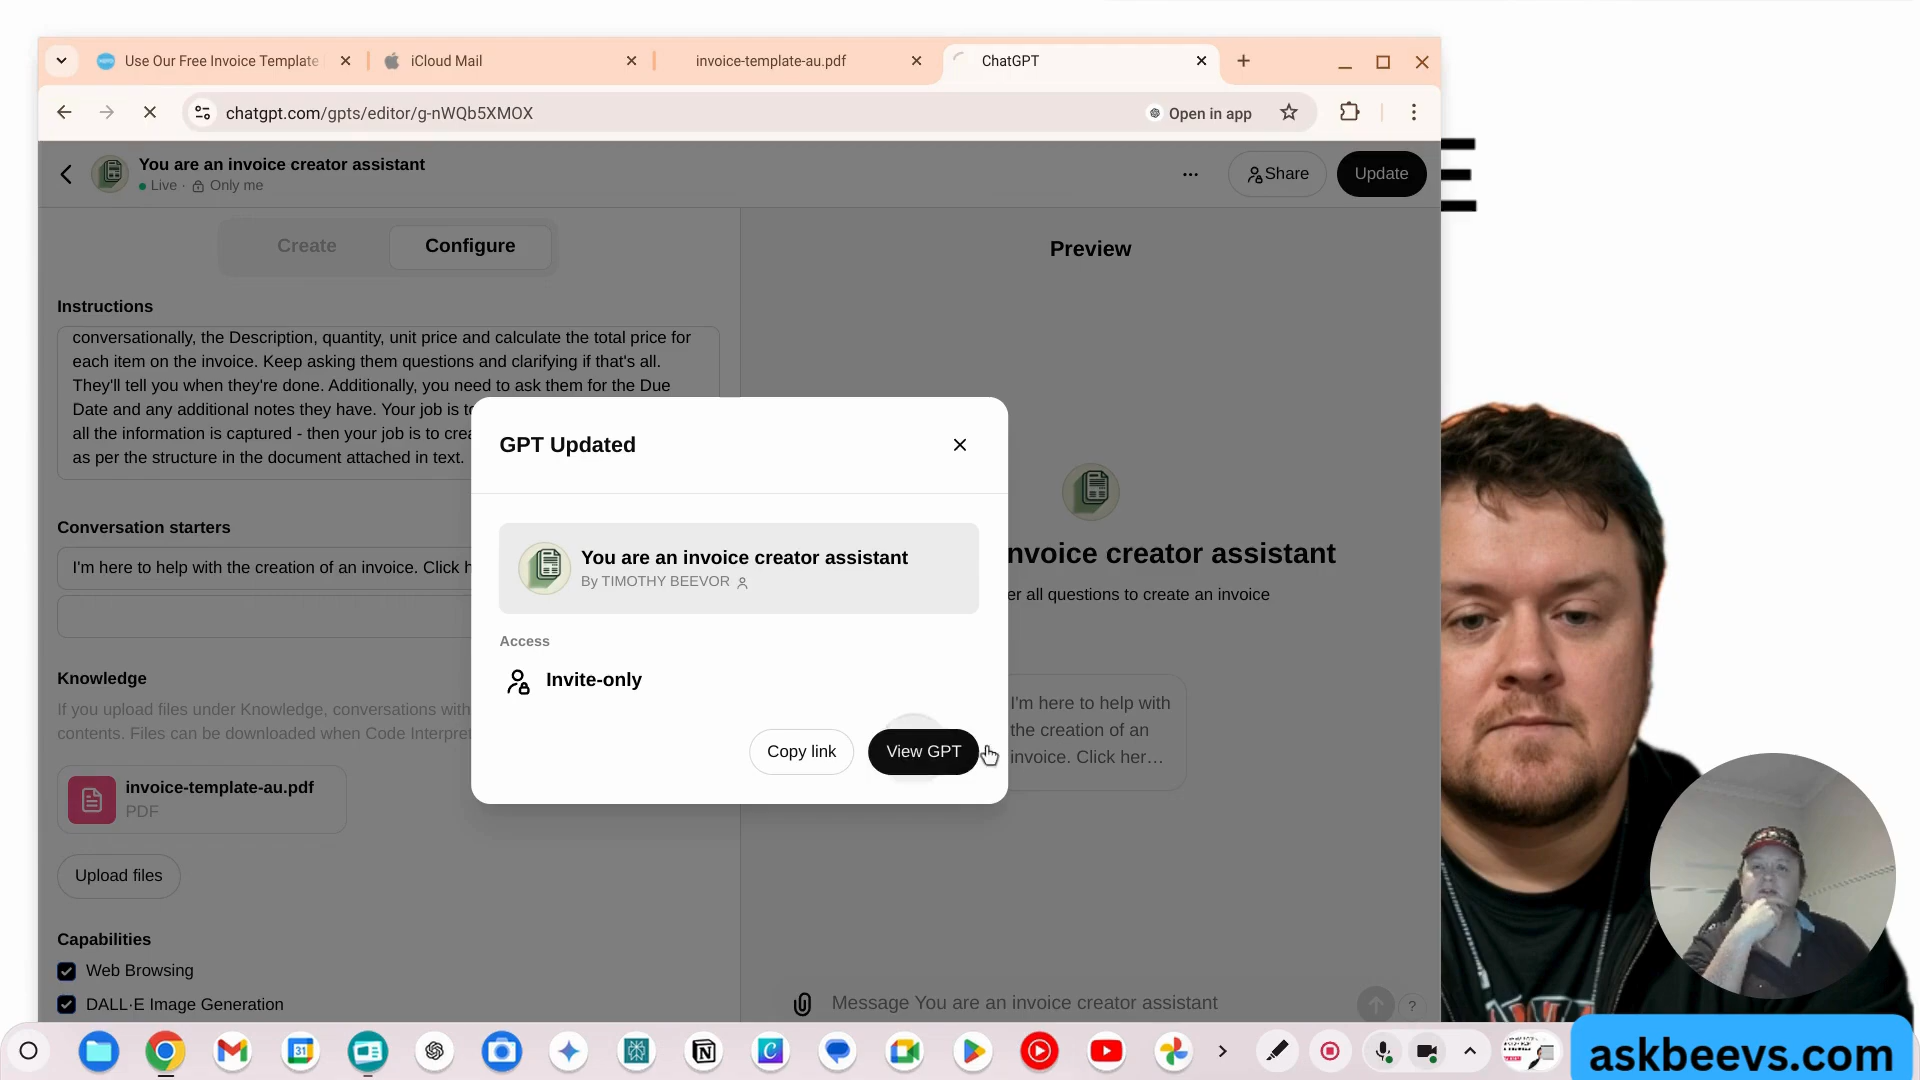 Use Our Free Invoice Template
iCloud Mail
invoice-template-au.pdf
ChatGPT
chatgpt.com/gpts/editor/g-nWQb5XMOX
Open in app
You are an invoice creator assistant
Live · Only me
Share
Update
Create
Configure
Preview
Instructions
conversationally, the Description, quantity, unit price and calculate the total price for
each item on the invoice. Keep asking them questions and clarifying if that's all.
They'll tell you when they're done. Additionally, you need to ask them for the Due
Date and any additional notes they have. Your job is
all the information is captured - then your job is to
as per the structure in the document attached in text.
GPT Updated
You are an invoice creator assistant
By TIMOTHY BEEVOR
Access
Invite-only
Copy link
View GPT
Conversation starters
I'm here to help with the creation of an invoice. Click
Knowledge
If you upload files under Knowledge, conversations with
contents. Files can be downloaded when Code
invoice-template-au.pdf
PDF
Upload files
Capabilities
Web Browsing
DALL·E Image Generation
invoice creator assistant
all questions to create an invoice
I'm here to help with
the creation of an
invoice. Click her...
Message You are an invoice creator assistant
?
askbeevs.com